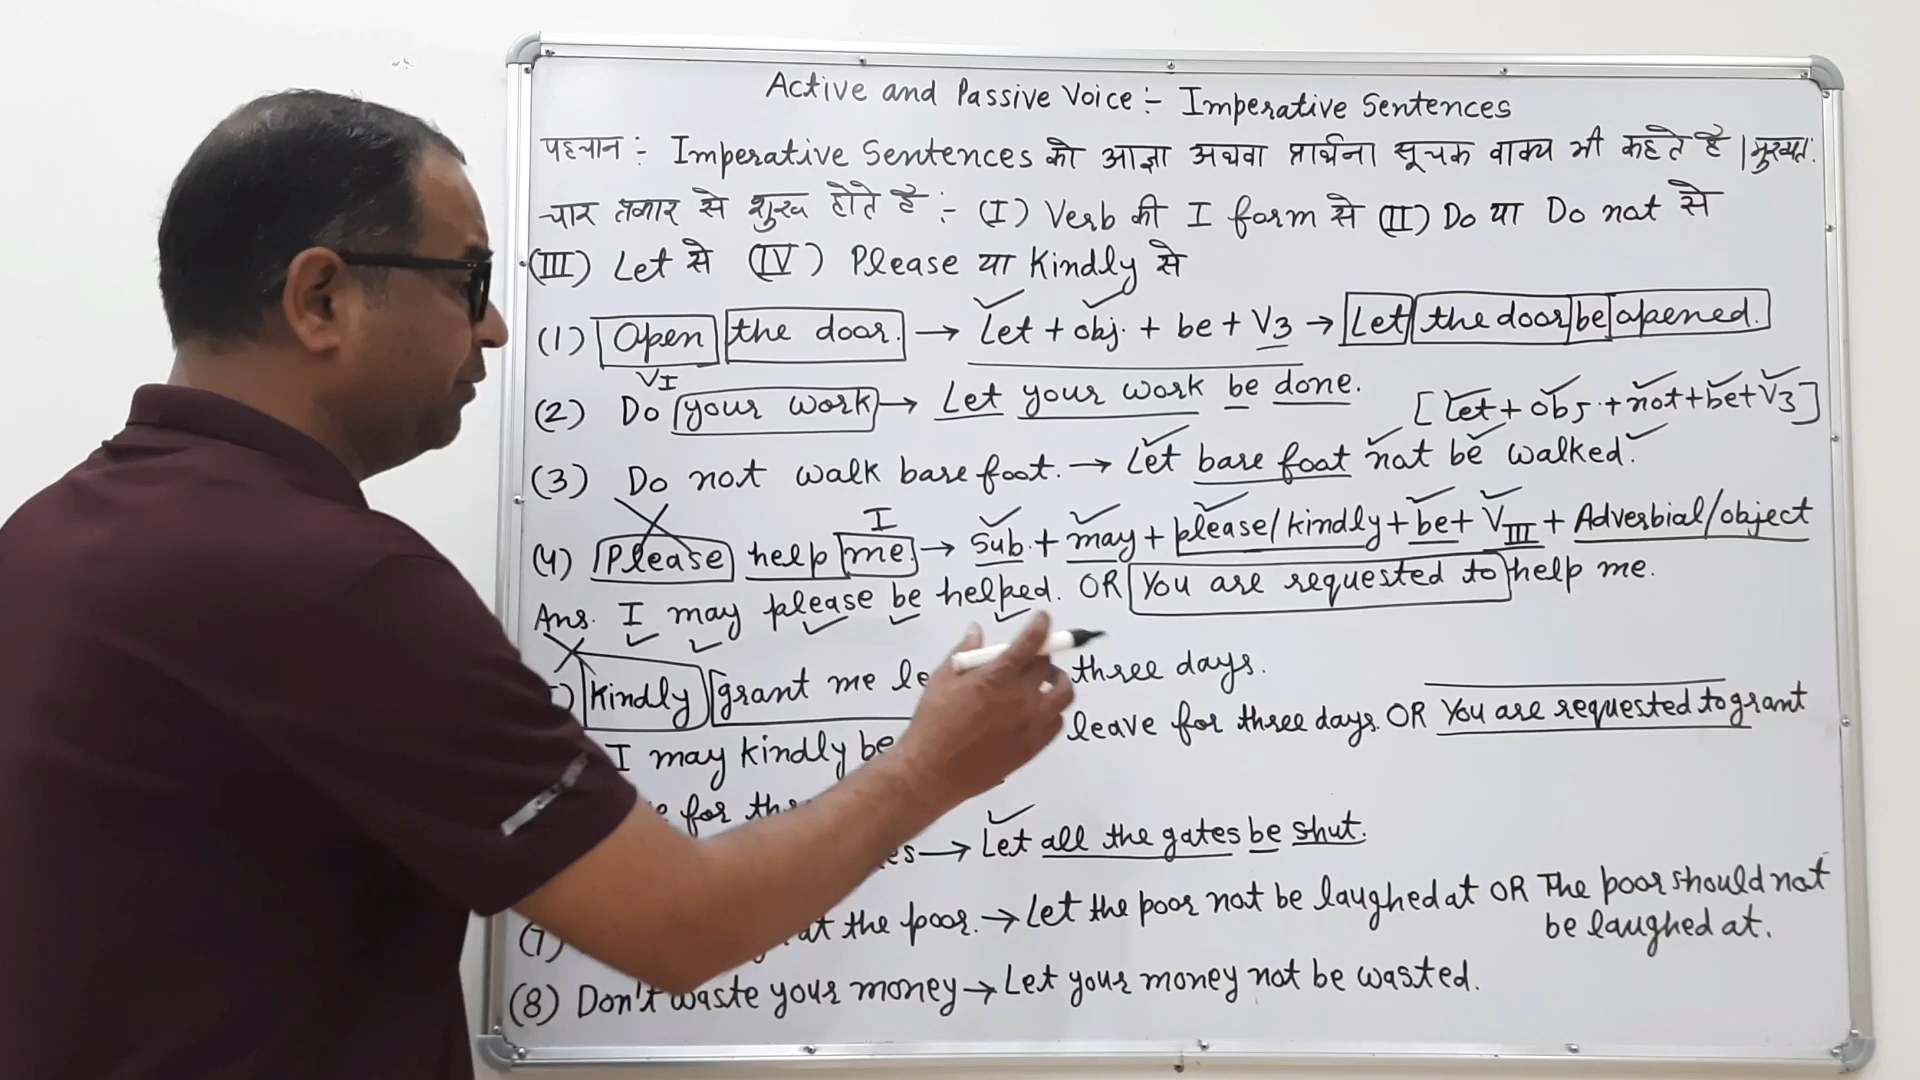 Active and Passive Voice :- Imperative Sentences
पहचान :- Imperative Sentences को आज्ञा अथवा प्रार्थना सूचक वाक्य भी कहते है | मुख्यतः
चार प्रकार से शुरू होते है :- (I) Verb की I form से (II) Do या Do not से
(III) Let से (IV) Please या Kindly से
(1) Open the door. → Let + obj. + be + V3 → Let the door be opened.
VI
(2) Do your work → Let your work be done. [Let + obj. + not + be + V3]
(3) Do not walk bare foot. → Let bare foot not be walked.
I
(4) Please help me. → Sub. + may + please/kindly + be + VIII + Adverbial/object
Ans. I may please be helped. OR You are requested to help me.
) Kindly grant me three days.
I may kindly be leave for three days. OR You are requested to grant
for
→ Let all the gates be shut.
(7) at the poor. → Let the poor not be laughed at OR The poor should not
be laughed at.
(8) Don't waste your money → Let your money not be wasted.